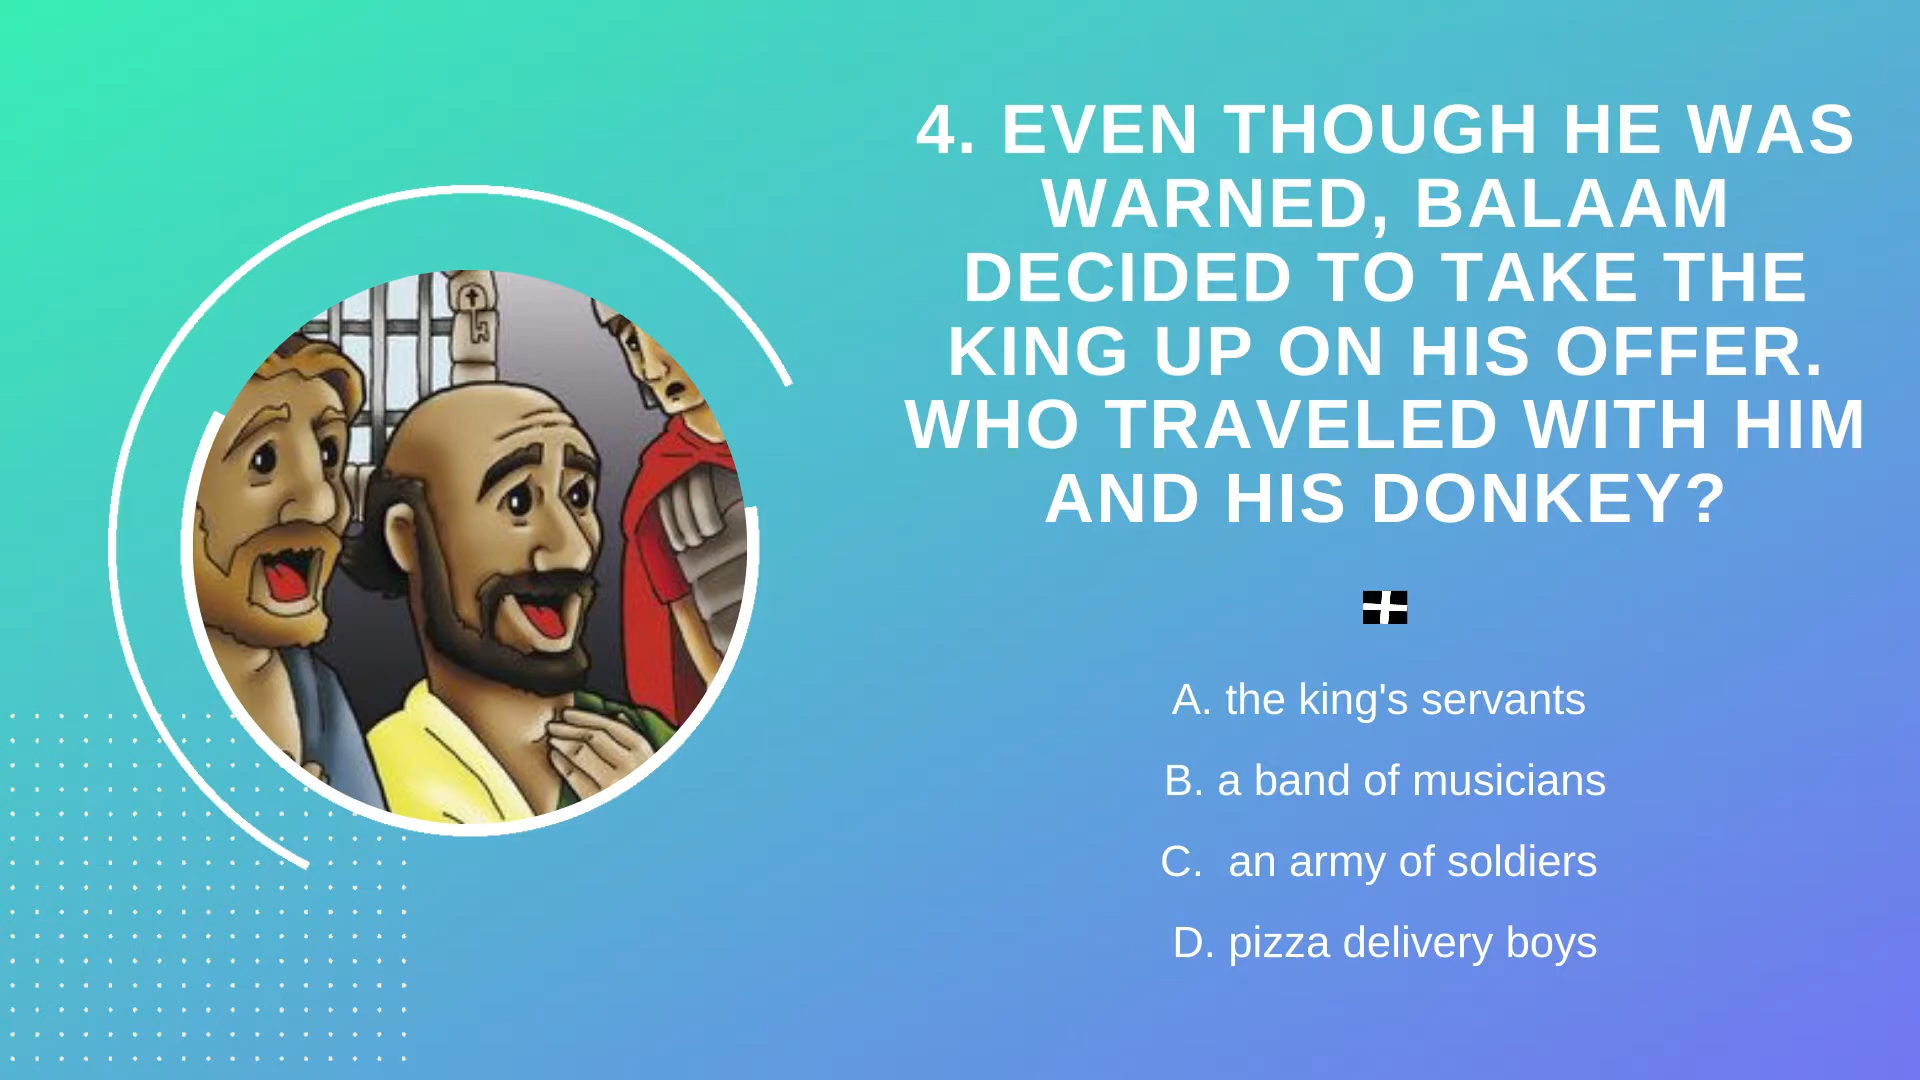 4. EVEN THOUGH HE WAS
WARNED, BALAAM
DECIDED TO TAKE THE
KING UP ON HIS OFFER.
WHO TRAVELED WITH HIM
AND HIS DONKEY?
A. the king's servants
B. a band of musicians
C.  an army of soldiers
D. pizza delivery boys